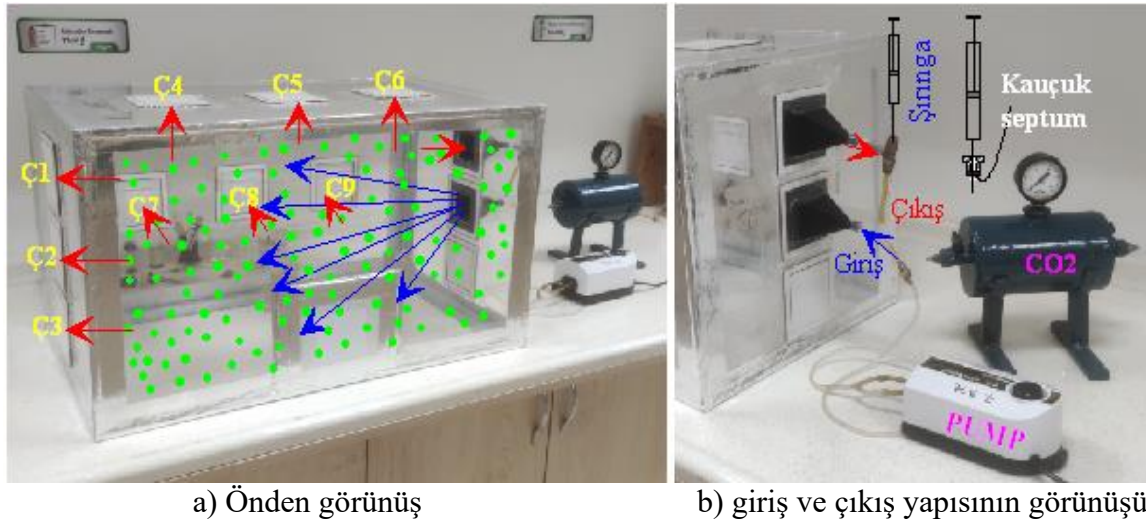 Ç4
Ç5
Ç6
Ç1
Ç7
Ç8
Ç9
Ç2
Ç3
Şırınga
Kauçuk
septum
Çıkış
Giriş
CO2
PUMP
a) Önden görünüş
b) giriş ve çıkış yapısının görünüşü